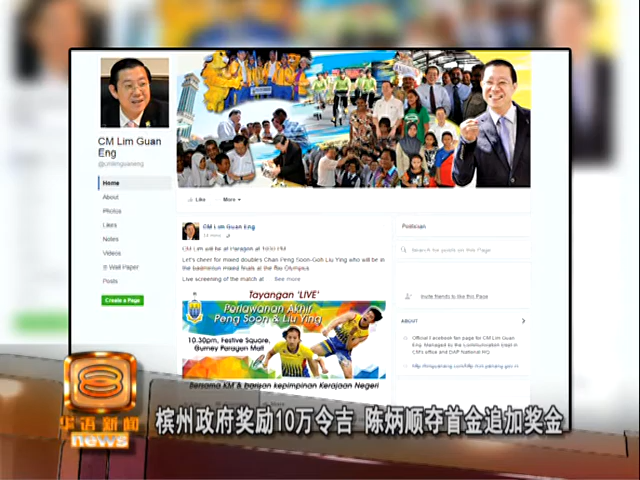 CM Lim Guan
Eng
@cmlimguaneng
Home
About
Photos
Likes
Notes
Videos
Wall Paper
Posts
Create a Page
Like
More
CM Lim Guan Eng
CM Lim will be at Paragon at
Let's cheer for mixed doubles Chan Peng Soon-Goh Liu Ying who will be in
the badminton mixed finals at the Rio Olympics
Live screening of the match at
See more
Tayangan 'LIVE'
Perlawanan Akhir
Peng Soon & Liu Ying
10.30pm, Festive Square,
Gurney Paragon Mall
Bersama KM & barisan kepimpinan Kerajaan Negeri
Politician
Search for posts on this Page
Invite friends to like this Page
ABOUT
Official Facebook fan page for CM Lim Guan
Eng. Managed by the Communication Dept in
CM's office and DAP National HQ.
8
华语新闻
news
槟州政府奖励10万令吉 陈炳顺夺首金追加奖金